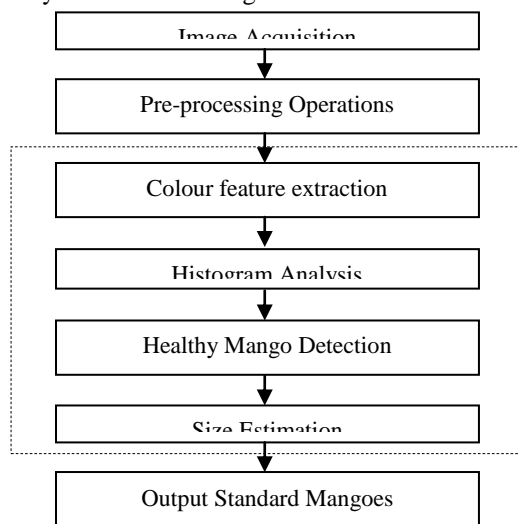 Image Acquisition
Pre-processing Operations
Colour feature extraction
Histogram Analysis
Healthy Mango Detection
Size Estimation
Output Standard Mangoes